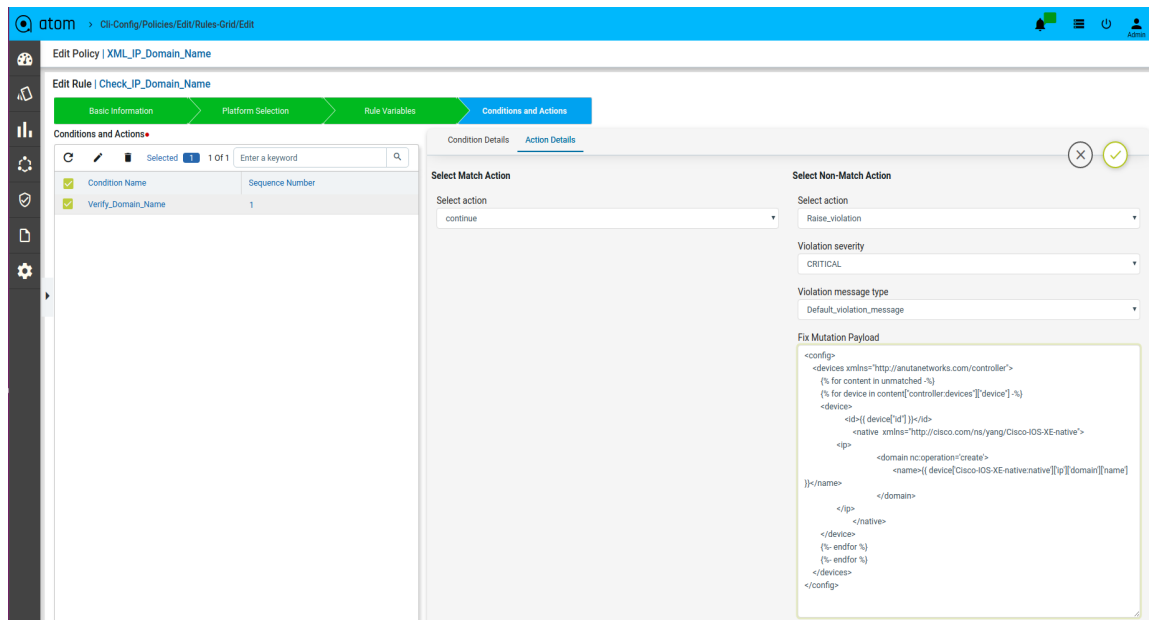 atom > Cli-Config/Policies/Edit/Rules-Grid/Edit
Admin
Edit Policy | XML_IP_Domain_Name
Edit Rule | Check_IP_Domain_Name
Basic Information
Platform Selection
Rule Variables
Conditions and Actions
Conditions and Actions
Selected 1 1 Of 1 Enter a keyword
Condition Name Sequence Number
Verify_Domain_Name 1
Condition Details Action Details
Select Match Action
Select action
continue
Select Non-Match Action
Select action
Raise_violation
Violation severity
CRITICAL
Violation message type
Default_violation_message
Fix Mutation Payload
<config>
<devices xmlns="http://anutanetworks.com/controller">
{% for content in unmatched -%}
{% for device in content["controller:devices"]["device"] -%}
<device>
<id>{{ device["id"] }}</id>
<native xmlns="http://cisco.com/ns/yang/Cisco-IOS-XE-native">
<ip>
<domain nc:operation='create'>
<name>{{ device['Cisco-IOS-XE-native:native']['ip']['domain']['name']
}}</name>
</domain>
</ip>
</native>
</device>
{%- endfor %}
{%- endfor %}
</devices>
</config>